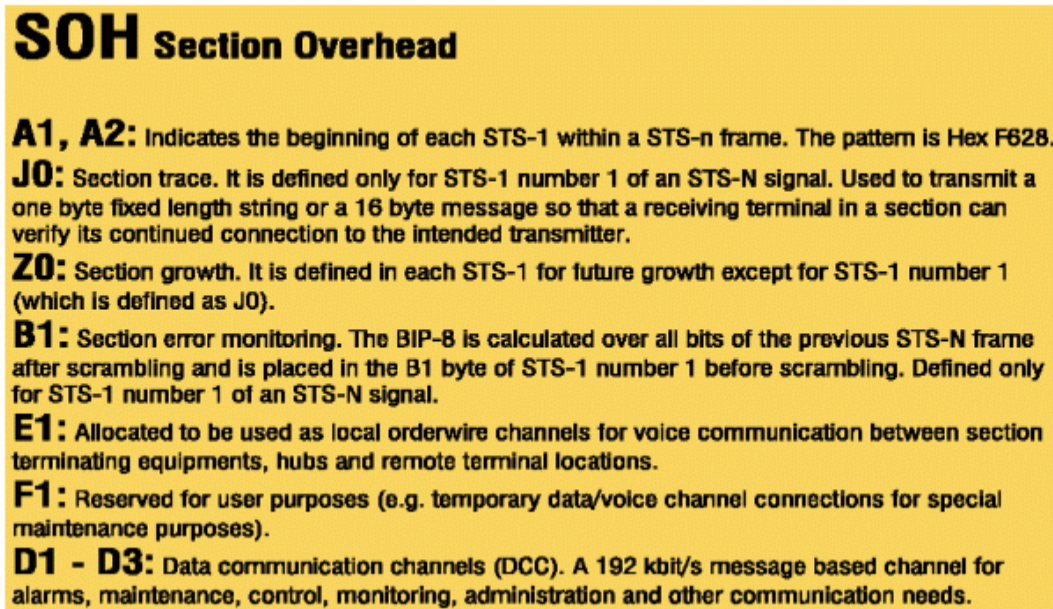 SOH Section Overhead
A1, A2: Indicates the beginning of each STS-1 within a STS-n frame. The pattern is Hex F628.
J0: Section trace. It is defined only for STS-1 number 1 of an STS-N signal. Used to transmit a
one byte fixed length string or a 16 byte message so that a receiving terminal in a section can
verify its continued connection to the intended transmitter.
Z0: Section growth. It is defined in each STS-1 for future growth except for STS-1 number 1
(which is defined as J0).
B1: Section error monitoring. The BIP-8 is calculated over all bits of the previous STS-N frame
after scrambling and is placed in the B1 byte of STS-1 number 1 before scrambling. Defined only
for STS-1 number 1 of an STS-N signal.
E1: Allocated to be used as local orderwire channels for voice communication between section
terminating equipments, hubs and remote terminal locations.
F1: Reserved for user purposes (e.g. temporary data/voice channel connections for special
maintenance purposes).
D1 - D3: Data communication channels (DCC). A 192 kbit/s message based channel for
alarms, maintenance, control, monitoring, administration and other communication needs.